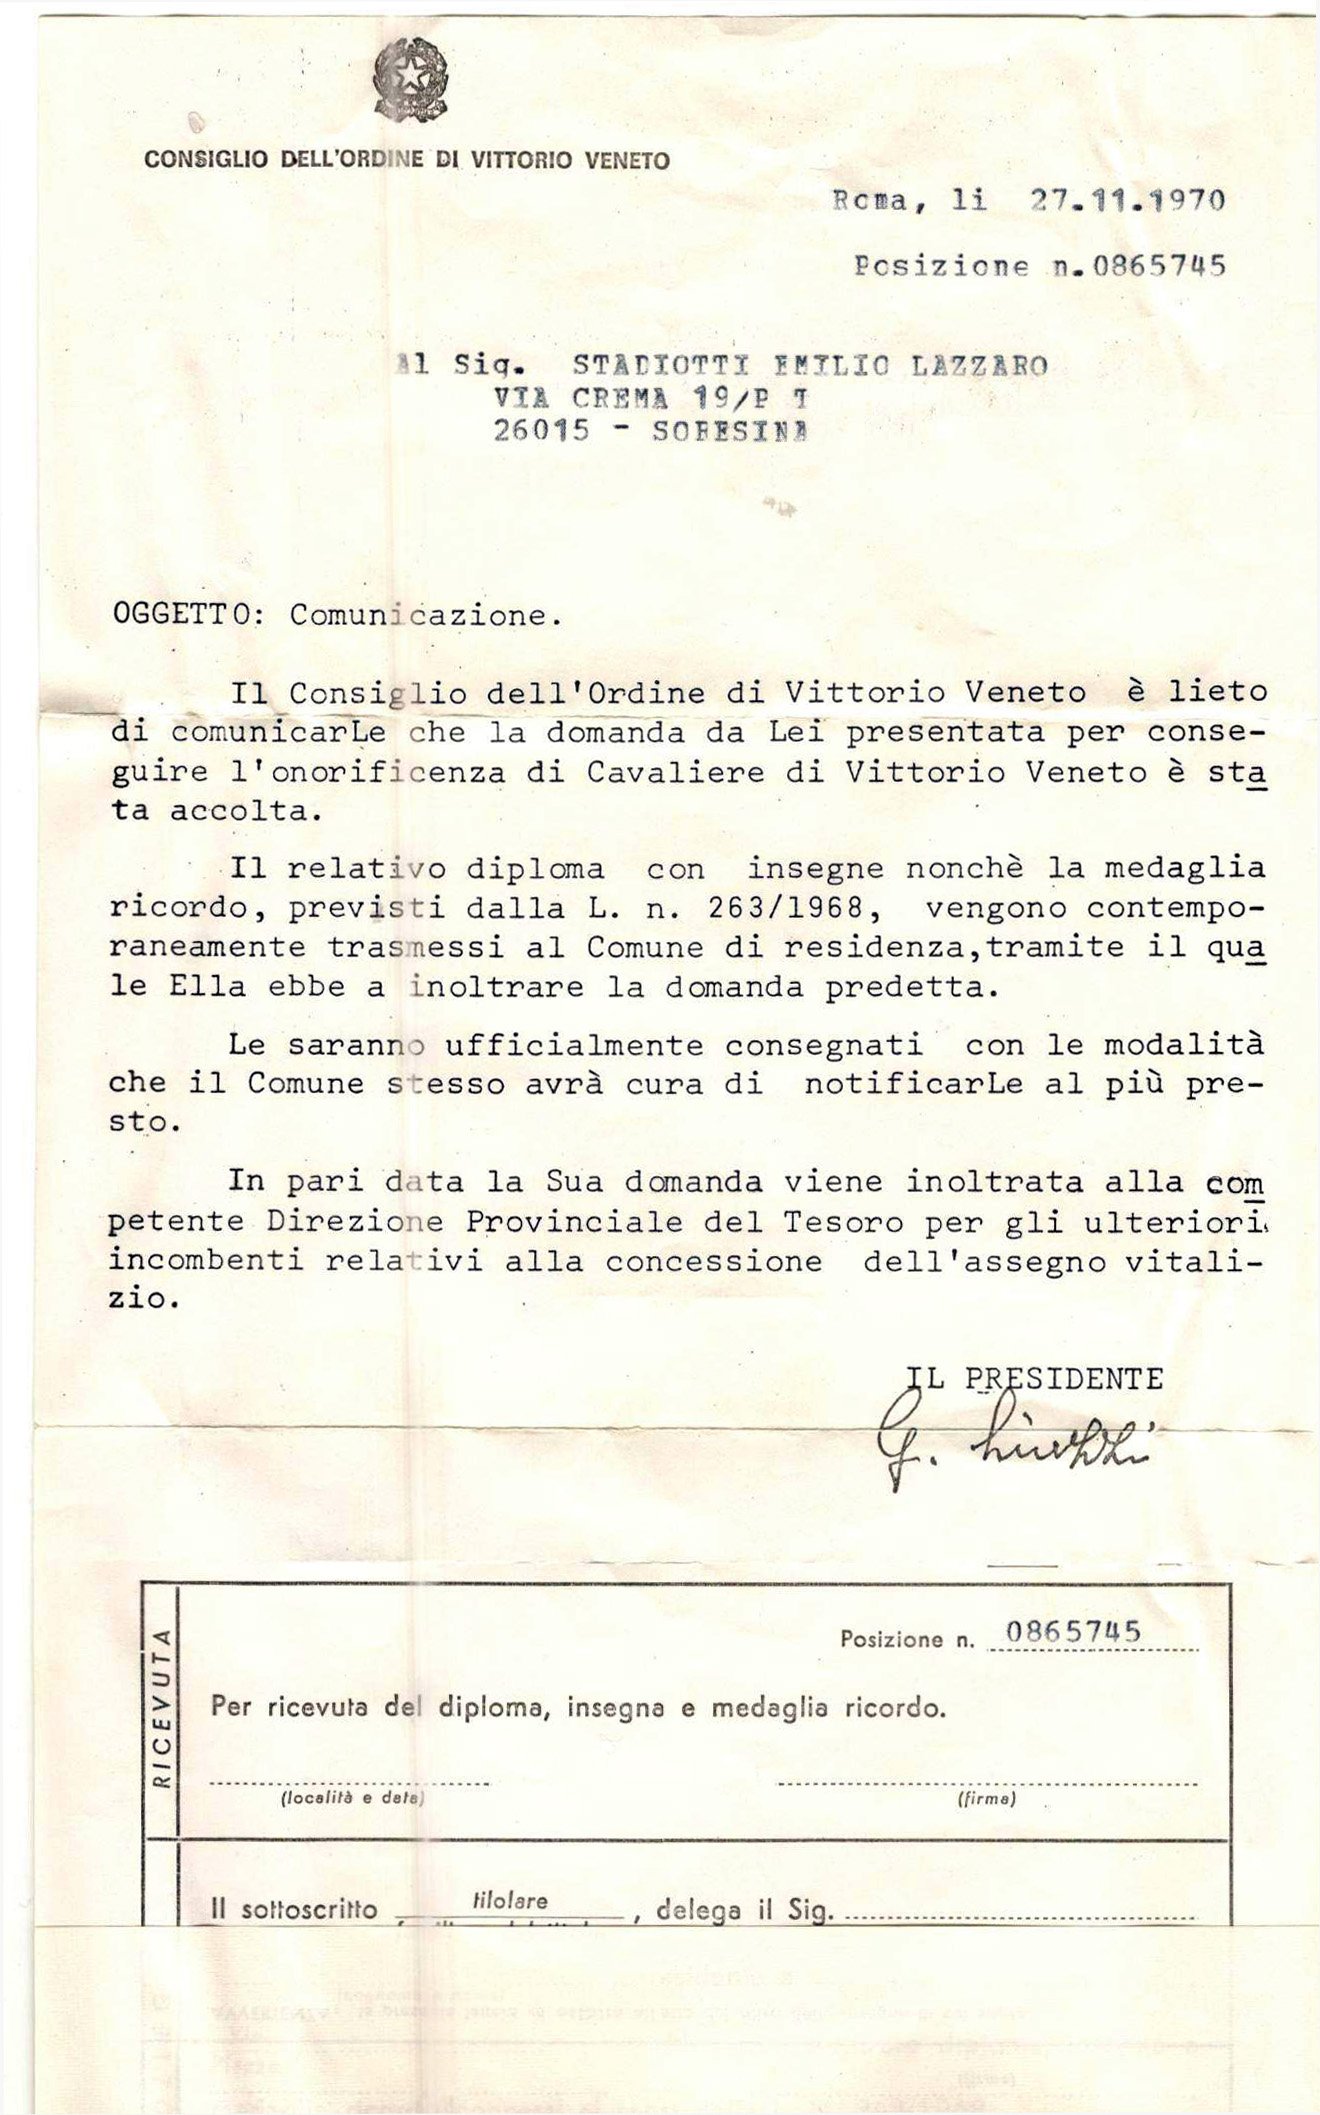 CONSIGLIO DELL'ORDINE DI VITTORIO VENETO
Roma, li 27.11.1970
Posizione n.0865745
Al Sig. STADIOTTI EMILIO LAZZARO
VIA CREMA 19/P T
26015 - SORESINA
OGGETTO: Comunicazione.
Il Consiglio dell'Ordine di Vittorio Veneto è lieto
di comunicarLe che la domanda da Lei presentata per conse-
guire l'onorificenza di Cavaliere di Vittorio Veneto è sta
ta accolta.
Il relativo diploma con insegne nonchè la medaglia
ricordo, previsti dalla L. n. 263/1968, vengono contempo-
raneamente trasmessi al Comune di residenza,tramite il qua
le Ella ebbe a inoltrare la domanda predetta.
Le saranno ufficialmente consegnati con le modalità
che il Comune stesso avrà cura di notificarLe al più pre-
sto.
In pari data la Sua domanda viene inoltrata alla com
petente Direzione Provinciale del Tesoro per gli ulteriori
incombenti relativi alla concessione dell'assegno vitali-
zio.
IL PRESIDENTE
G.
RICEVUTA
Posizione n. 0865745
Per ricevuta del diploma, insegna e medaglia ricordo.
(località e data) (firma)
titolare
Il sottoscritto , delega il Sig.